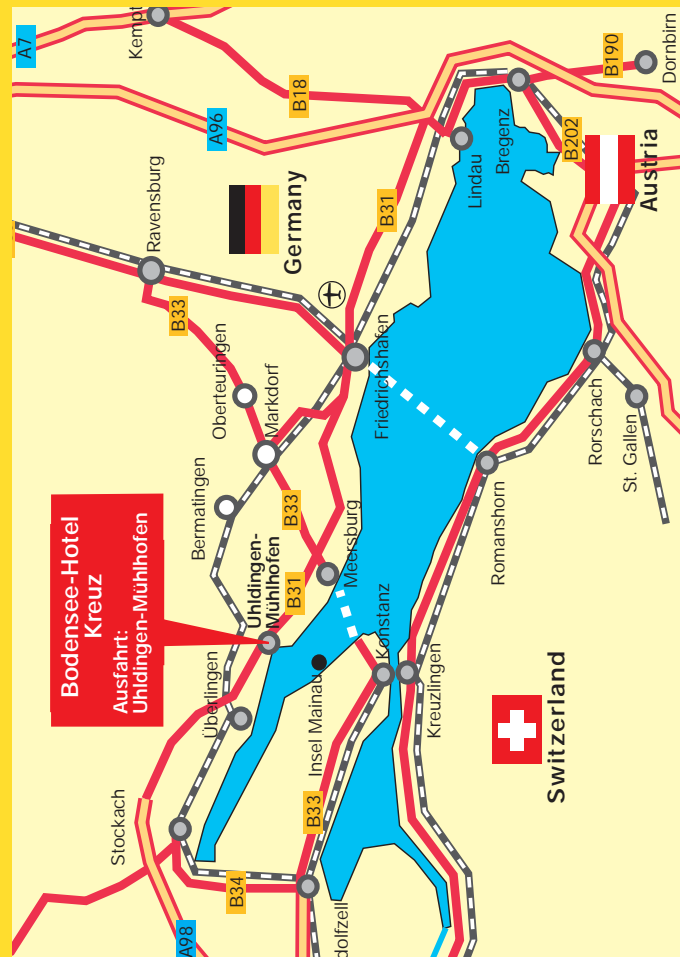 Bodensee-Hotel
Kreuz
Ausfahrt:
Uhldingen-Mühlhofen
Stockach
A98
B34
dolfzell
B33
Überlingen
Uhldingen-
Mühlhofen
B31
Insel Mainau
Konstanz
Kreuzlingen
Switzerland
Bermatingen
B33
Meersburg
Markdorf
Oberteuringen
B33
Ravensburg
Germany
Friedrichshafen
Romanshorn
Rorschach
St. Gallen
B31
A96
A7
Kempt
B18
Lindau
Bregenz
B202
B190
Dornbirn
Austria